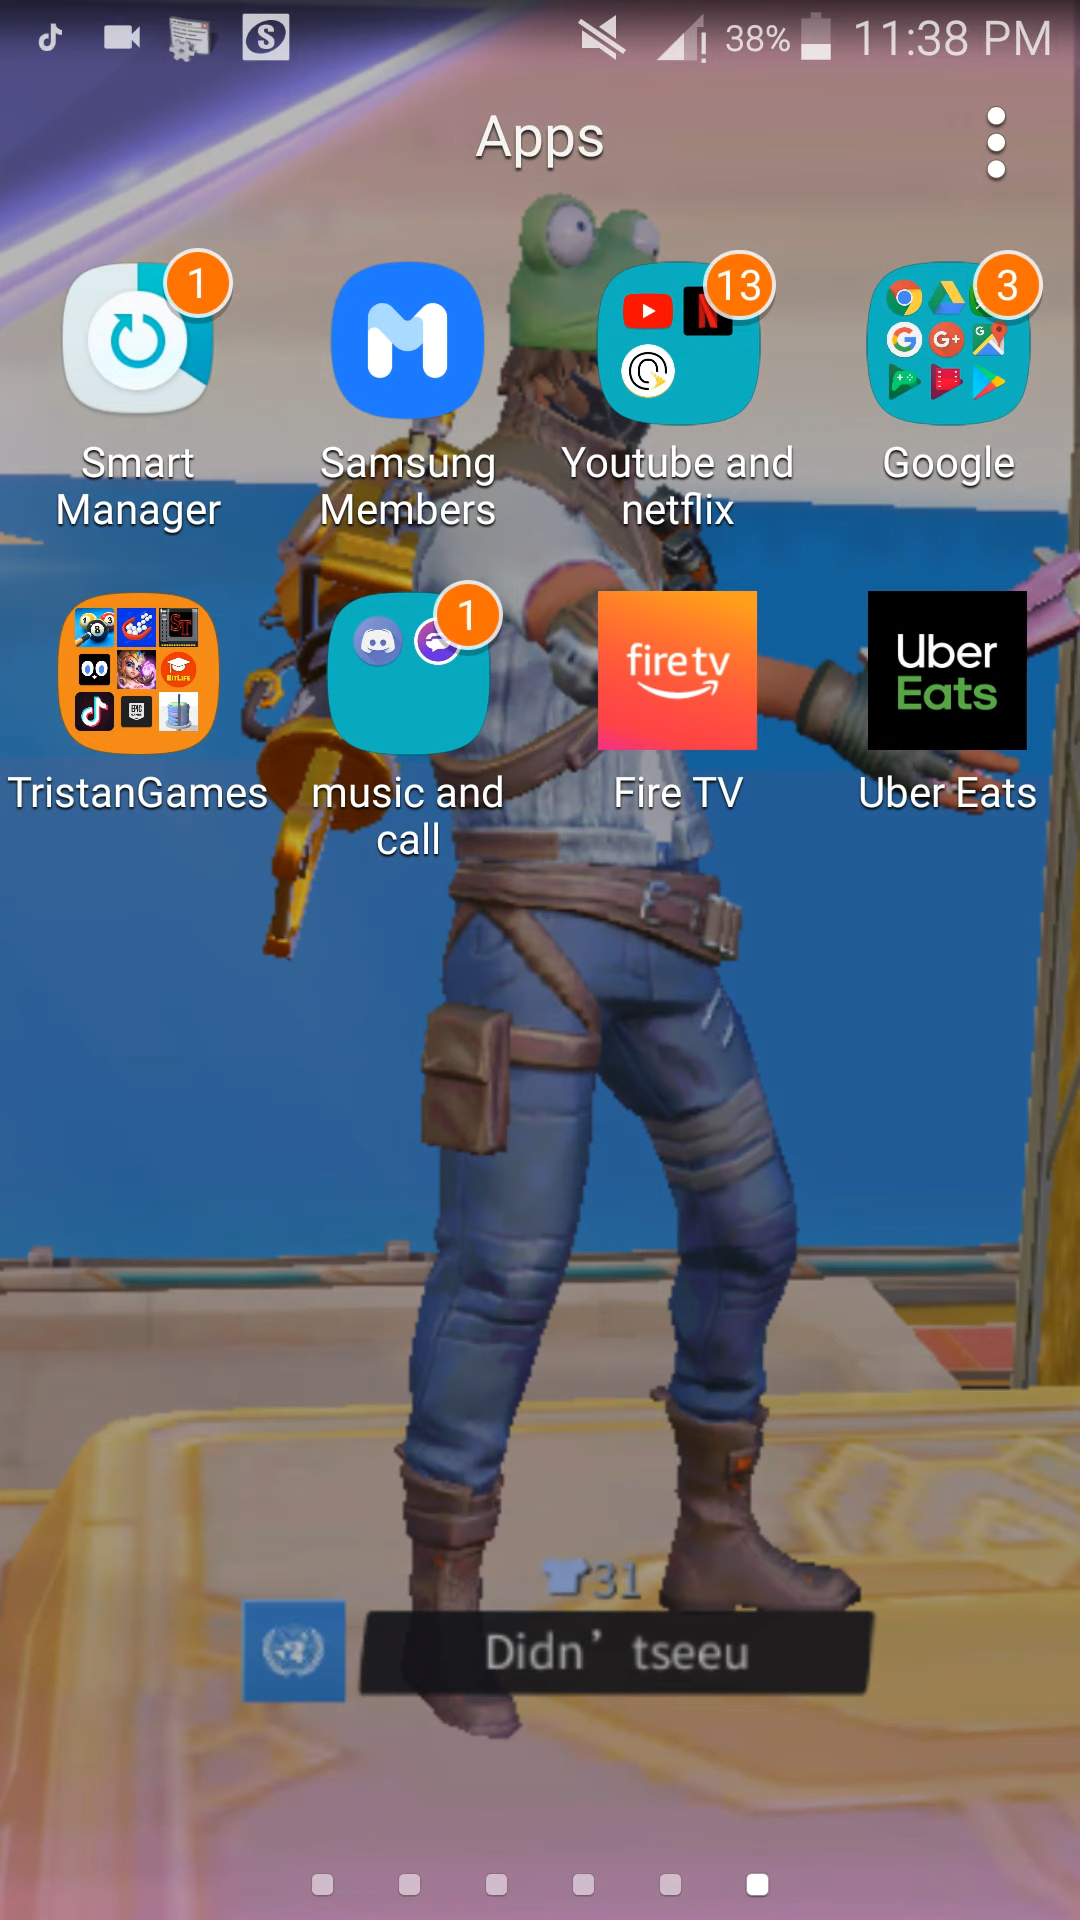 38% 11:38 PM
Apps
1
13
3
Smart Manager
Samsung Members
Youtube and netflix
Google
1
fire tv
Uber Eats
TristanGames
music and call
Fire TV
Uber Eats
31
Didn’ tseeu